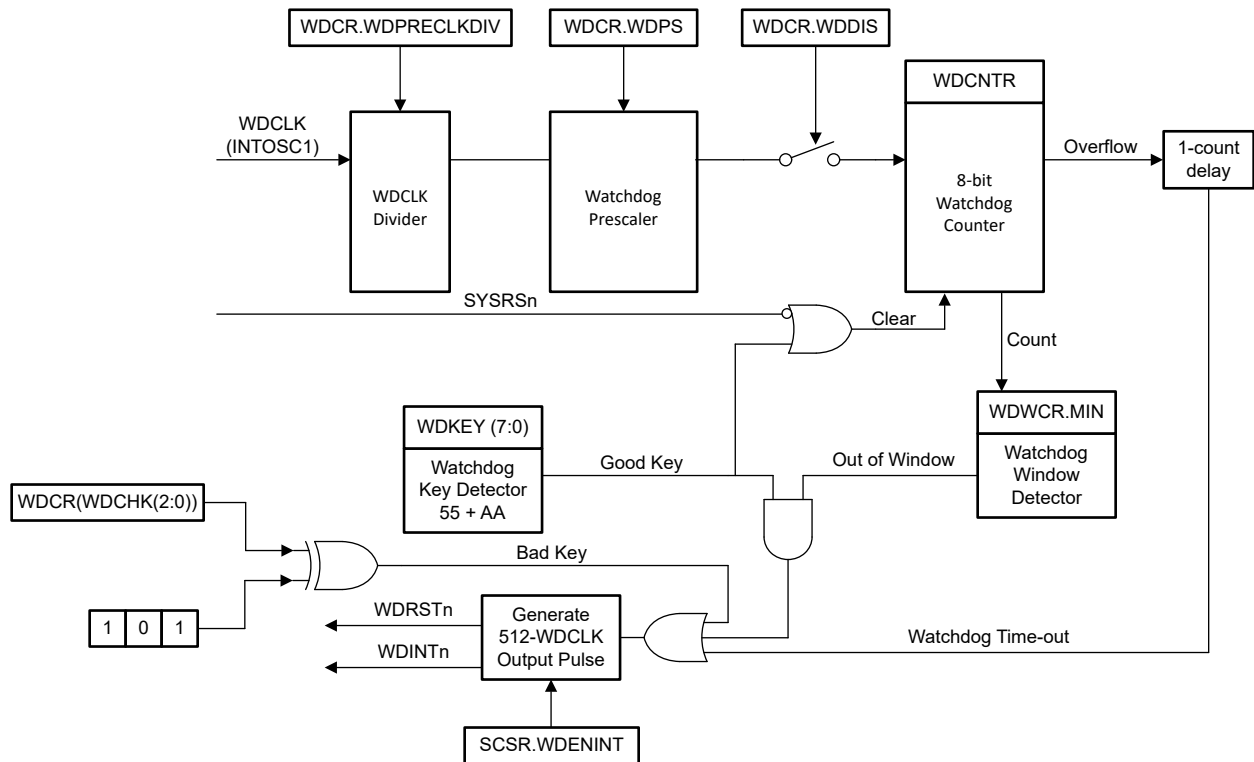 WDCR.WDPRECLKDIV
WDCR.WDPS
WDCR.WDDIS
WDCNTR
WDCLK
(INTOSC1)
WDCLK
Divider
Watchdog
Prescaler
8-bit
Watchdog
Counter
Overflow
1-count
delay
SYSRSn
Clear
Count
WDKEY (7:0)
Watchdog
Key Detector
55 + AA
Good Key
Out of Window
WDWCR.MIN
Watchdog
Window
Detector
WDCR(WDCHK(2:0))
Bad Key
1 0 1
WDRSTn
WDINTn
Generate
512-WDCLK
Output Pulse
Watchdog Time-out
SCSR.WDENINT